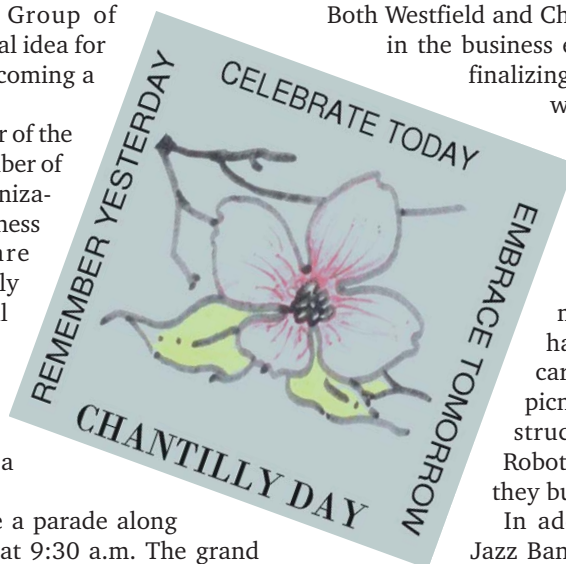 Group of
al idea for
coming a
r of the
ber of
niza-
ness
are
ly
l
a
e a parade along
at 9:30 a.m. The grand
REMEMBER YESTERDAY
CELEBRATE TODAY
EMBRACE TOMORROW
CHANTILLY DAY
Both Westfield and Ch
in the business e
finalizing
w
n
ha
car
picn
struc
Robot
they bu
In ad
Jazz Ban